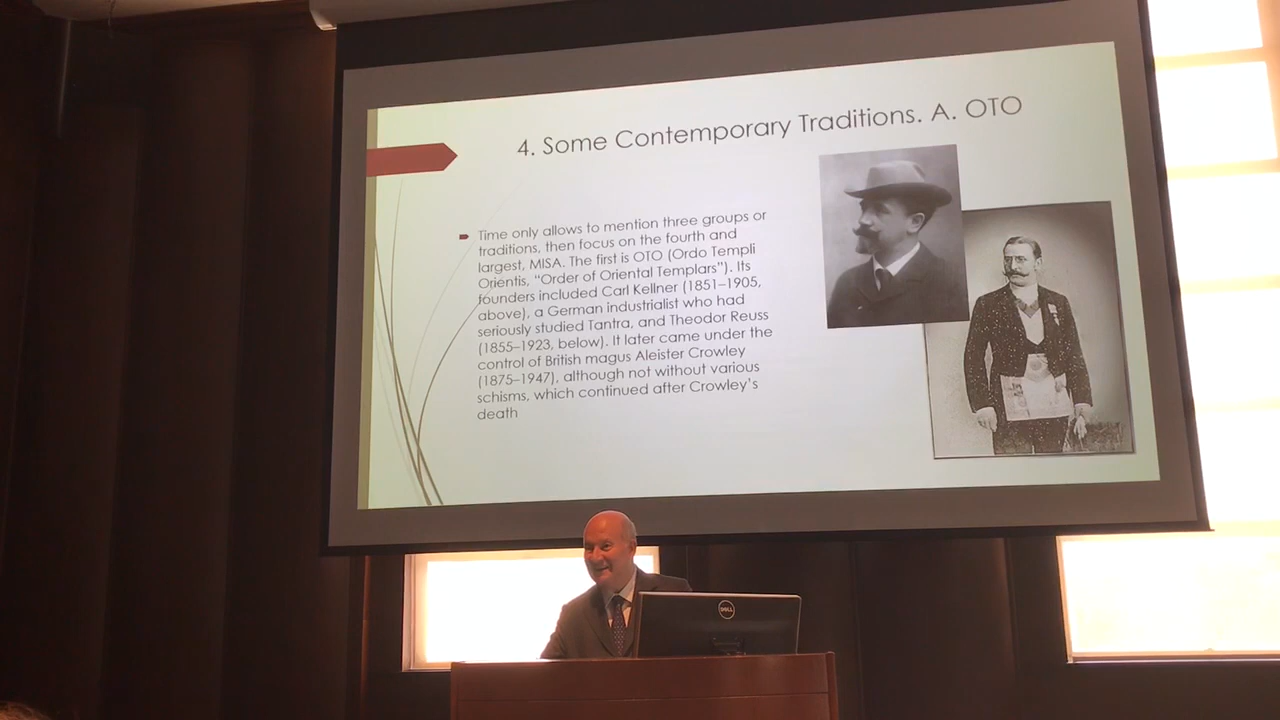 4. Some Contemporary Traditions. A. OTO
Time only allows to mention three groups or
traditions, then focus on the fourth and
largest, MISA. The first is OTO (Ordo Templi
Orientis, “Order of Oriental Templars”). Its
founders included Carl Kellner (1851–1905,
above), a German industrialist who had
seriously studied Tantra, and Theodor Reuss
(1855–1923, below). It later came under the
control of British magus Aleister Crowley
(1875–1947), although not without various
schisms, which continued after Crowley’s
death
DELL